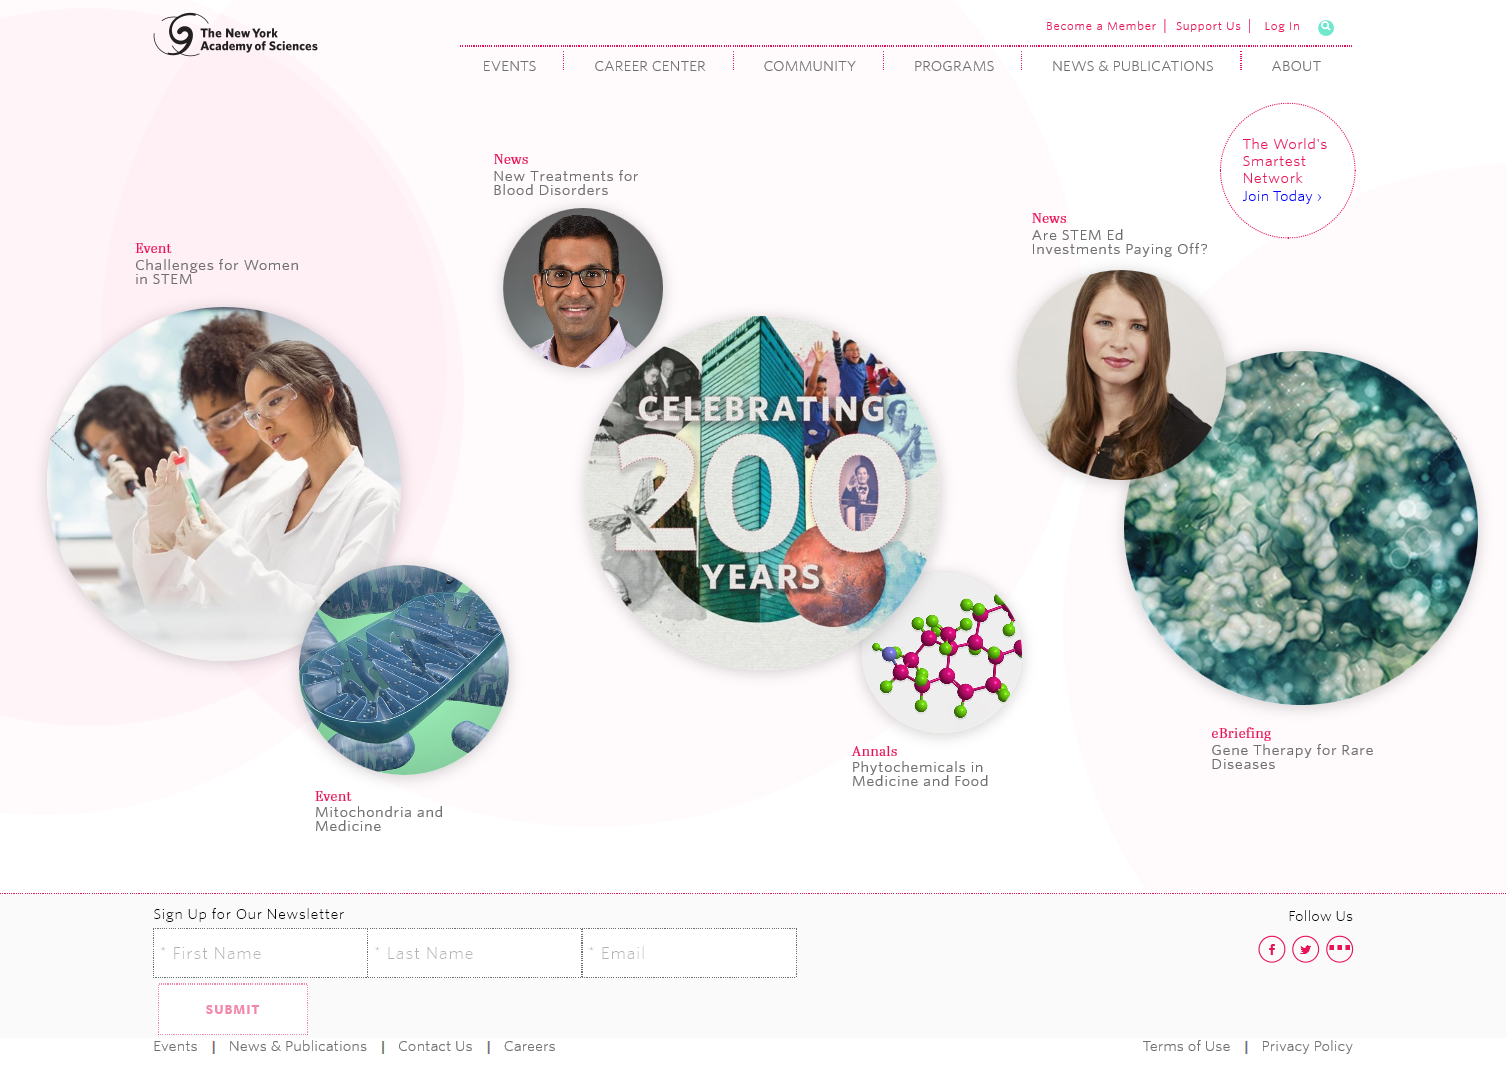 The New York
Academy of Sciences
Become a Member | Support Us | Log In
EVENTS
CAREER CENTER
COMMUNITY
PROGRAMS
NEWS & PUBLICATIONS
ABOUT
The World's
Smartest
Network
Join Today ›
News
New Treatments for
Blood Disorders
News
Are STEM Ed
Investments Paying Off?
Event
Challenges for Women
in STEM
CELEBRATING
200
YEARS
eBriefing
Gene Therapy for Rare
Diseases
Annals
Phytochemicals in
Medicine and Food
Event
Mitochondria and
Medicine
Sign Up for Our Newsletter
* First Name
* Last Name
* Email
SUBMIT
Follow Us
Events | News & Publications | Contact Us | Careers
Terms of Use | Privacy Policy